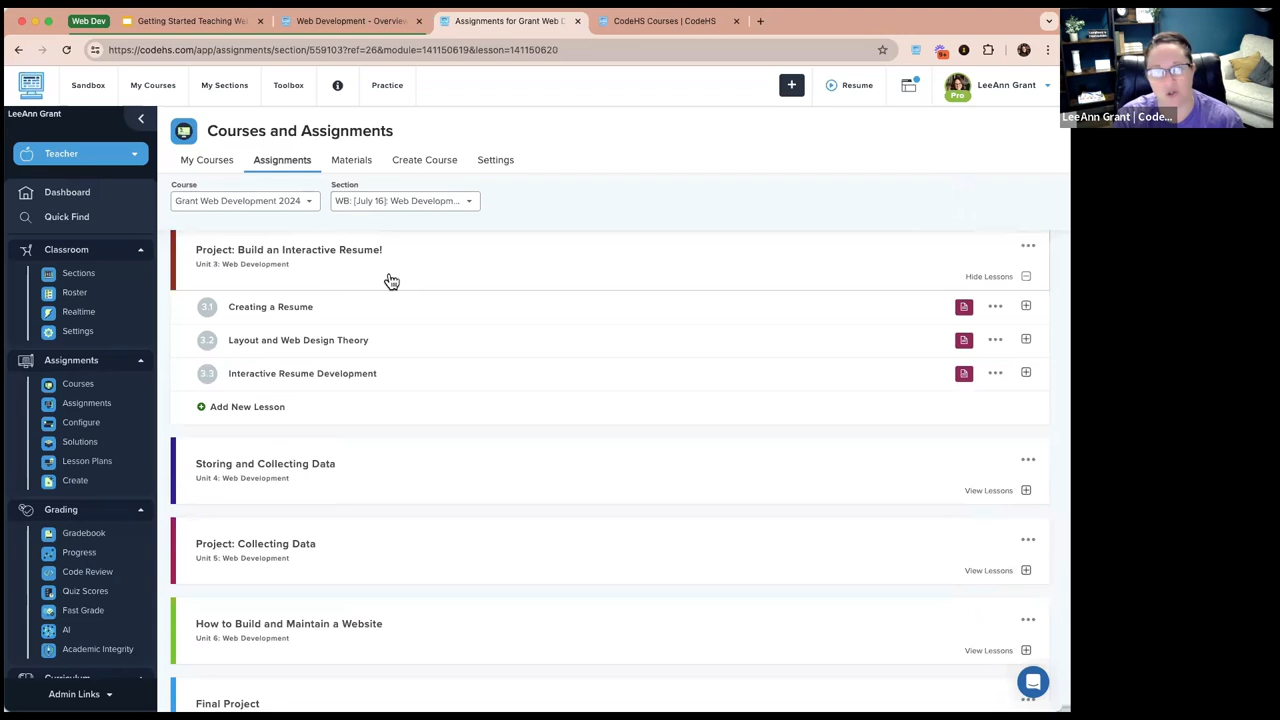 Web Dev
Getting Started Teaching We
Web Development - Overview
Assignments for Grant Web D
CodeHS Courses | CodeHS
https://codehs.com/app/assignments/section/559103?ref=26&module=141150619&lesson=141150620
9+
Sandbox
My Courses
My Sections
Toolbox
Practice
Resume
Pro
LeeAnn Grant
LeeAnn Grant | Code...
LeeAnn Grant
Teacher
Dashboard
Quick Find
Classroom
Sections
Roster
Realtime
Settings
Assignments
Courses
Assignments
Configure
Solutions
Lesson Plans
Create
Grading
Gradebook
Progress
Code Review
Quiz Scores
Fast Grade
AI
Academic Integrity
Curriculum
Admin Links
Courses and Assignments
My Courses
Assignments
Materials
Create Course
Settings
Course
Section
Grant Web Development 2024
WB: [July 16]: Web Developm...
Project: Build an Interactive Resume!
Unit 3: Web Development
Hide Lessons
3.1 Creating a Resume
3.2 Layout and Web Design Theory
3.3 Interactive Resume Development
Add New Lesson
Storing and Collecting Data
Unit 4: Web Development
View Lessons
Project: Collecting Data
Unit 5: Web Development
View Lessons
How to Build and Maintain a Website
Unit 6: Web Development
View Lessons
Final Project